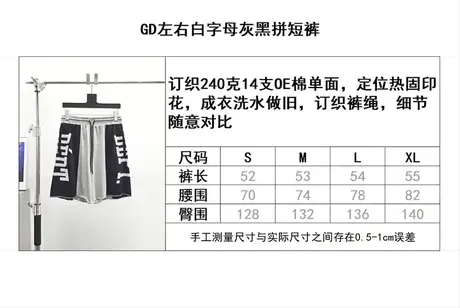 GD左右白字母灰黑拼短裤
订织240克14支OE棉单面，定位热固印
花，成衣洗水做旧，订织裤绳，细节
随意对比
尺码 S M L XL
裤长 52 53 54 55
腰围 70 74 78 82
臀围 128 132 136 140
手工测量尺寸与实际尺寸之间存在0.5-1cm误差